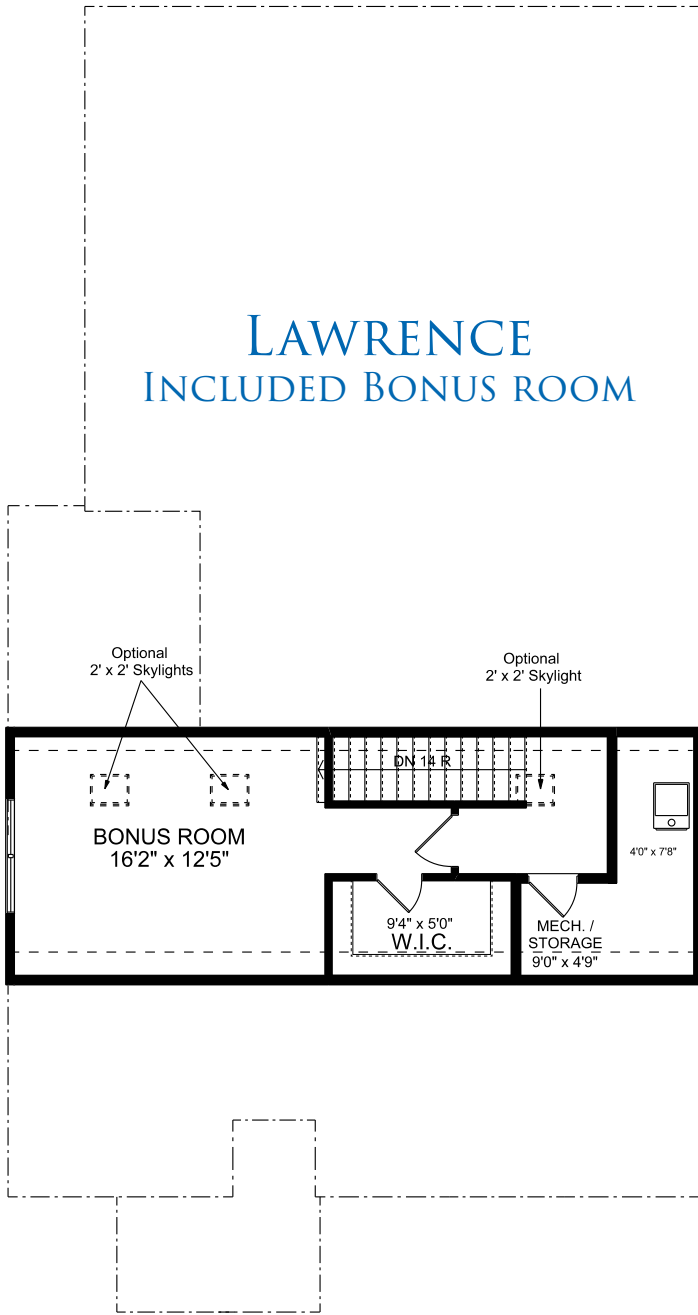 LAWRENCE
INCLUDED BONUS ROOM
Optional
2' x 2' Skylights
Optional
2' x 2' Skylight
DN 14 R
BONUS ROOM
16'2" x 12'5"
4'0" x 7'8"
9'4" x 5'0"
W.I.C.
MECH. /
STORAGE
9'0" x 4'9"